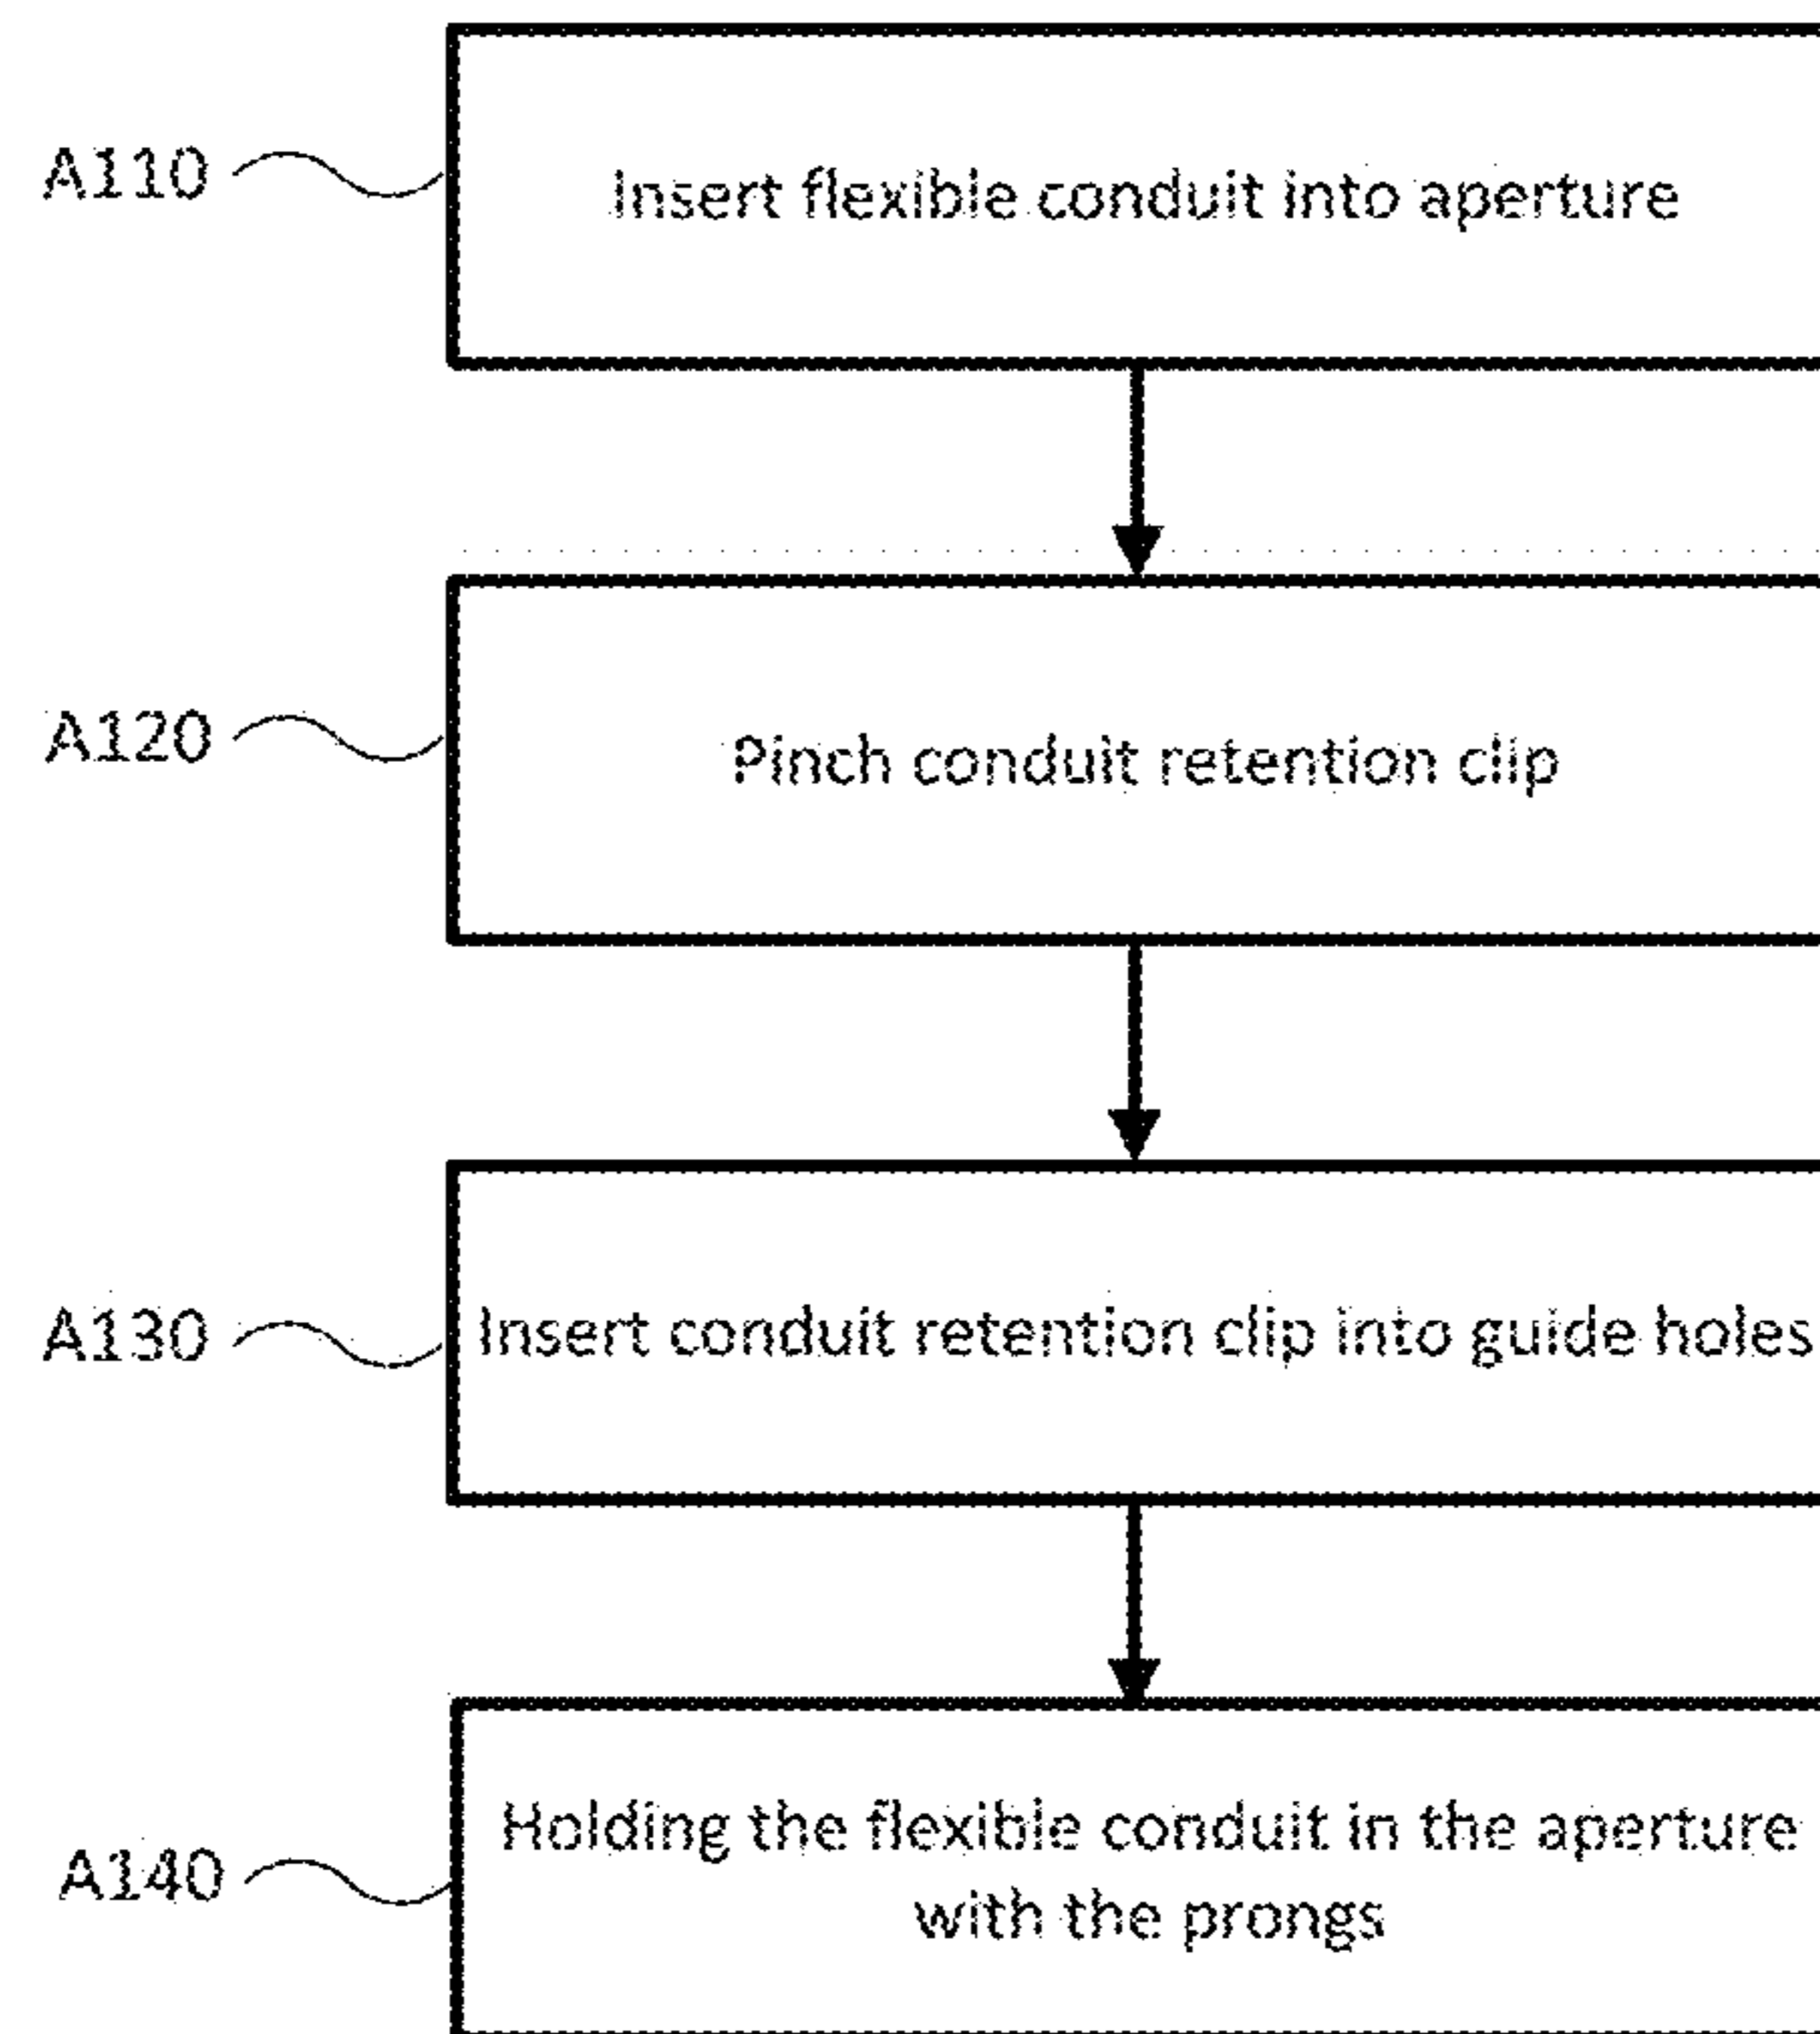 A110
Insert flexible conduit into aperture
A120
Pinch conduit retention clip
A130
Insert conduit retention clip into guide holes
A140
Holding the flexible conduit in the aperture
with the prongs